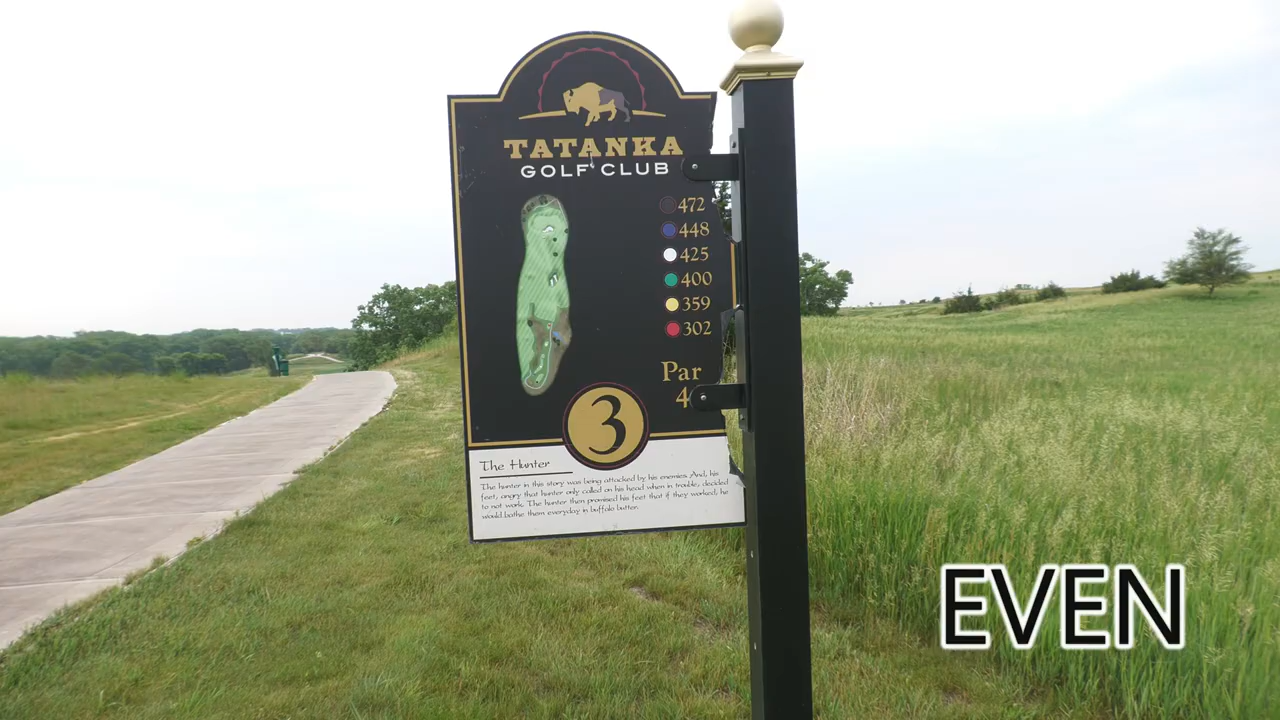 TATANKA
GOLF CLUB
472
448
425
400
359
302
Par
4
3
The Hunter
The hunter in this story was being attacked by his enemies. And, his
feet, angry that hunter only called on his head when in trouble, decided
to not work. The hunter then promised his feet that if they worked, he
would bathe them everyday in buffalo butter.
EVEN